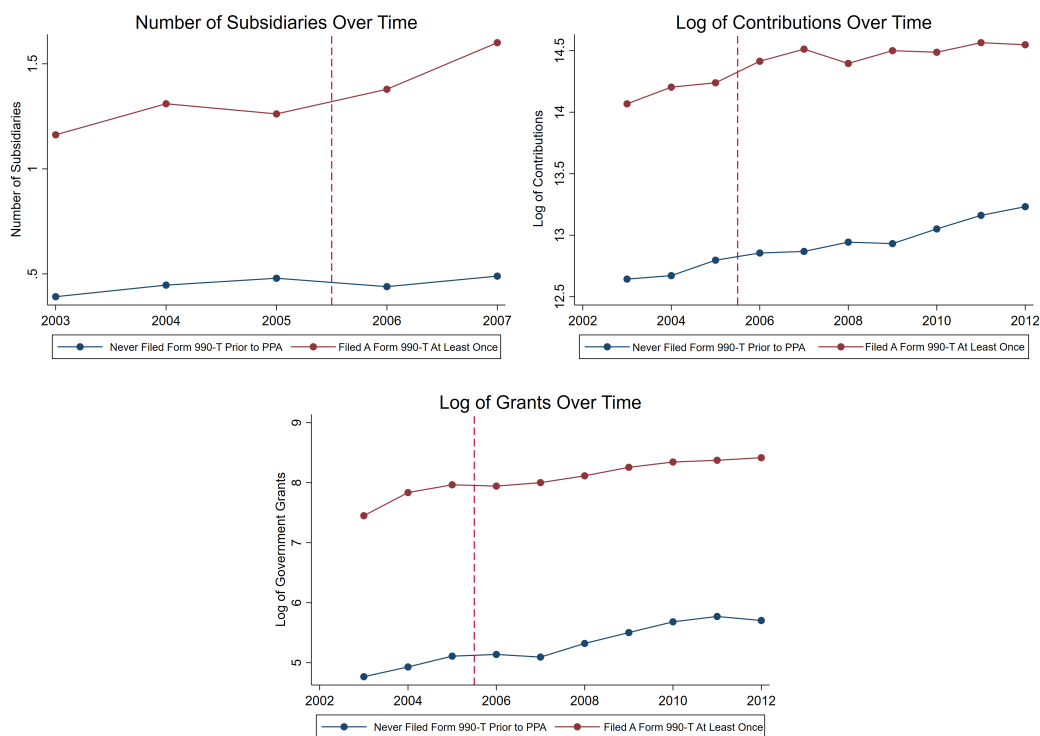 Number of Subsidiaries Over Time
Number of Subsidiaries
1.5
1
.5
2003 2004 2005 2006 2007
Never Filed Form 990-T Prior to PPA Filed A Form 990-T At Least Once
Log of Contributions Over Time
Log of Contributions
14.5
14
13.5
13
12.5
2002 2004 2006 2008 2010 2012
Never Filed Form 990-T Prior to PPA Filed A Form 990-T At Least Once
Log of Grants Over Time
Log of Government Grants
9
8
7
6
5
2002 2004 2006 2008 2010 2012
Never Filed Form 990-T Prior to PPA Filed A Form 990-T At Least Once